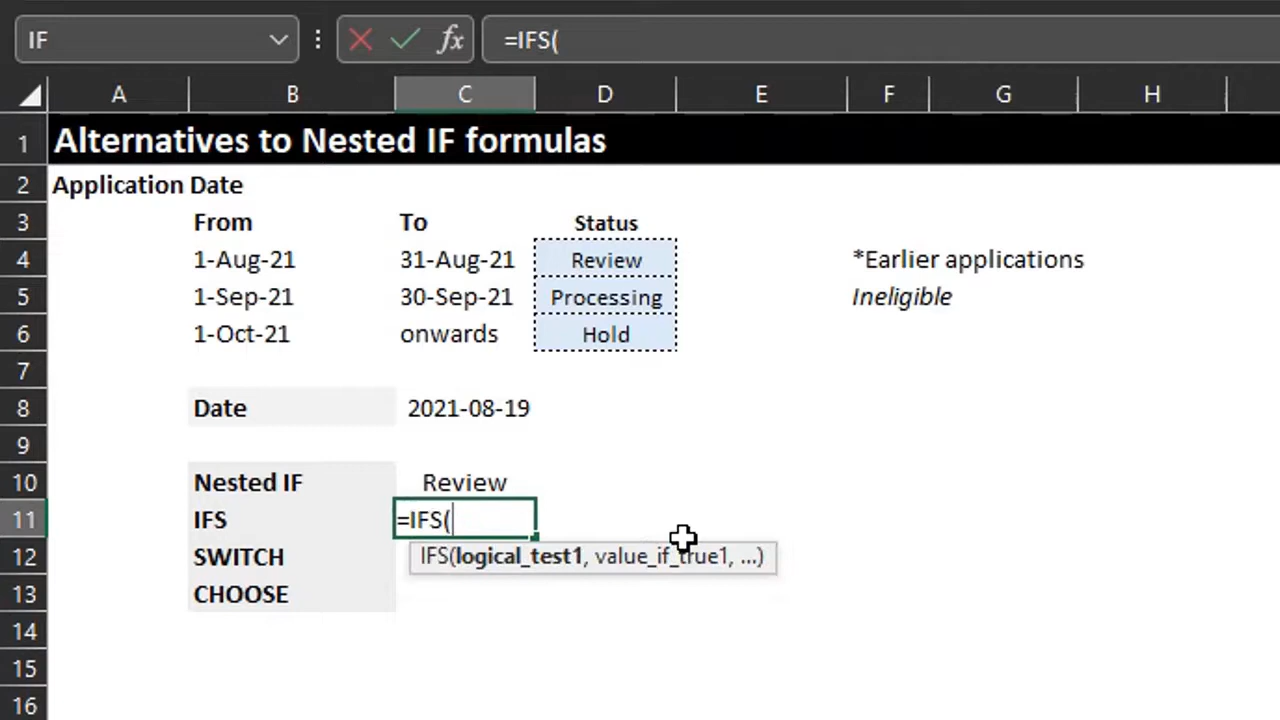 IF =IFS(
A B C D E F G H
1 Alternatives to Nested IF formulas
2 Application Date
3 From To Status
4 1-Aug-21 31-Aug-21 Review *Earlier applications
5 1-Sep-21 30-Sep-21 Processing Ineligible
6 1-Oct-21 onwards Hold
7
8 Date 2021-08-19
9
10 Nested IF Review
11 IFS =IFS(
12 SWITCH IFS(logical_test1, value_if_true1, ...)
13 CHOOSE
14
15
16